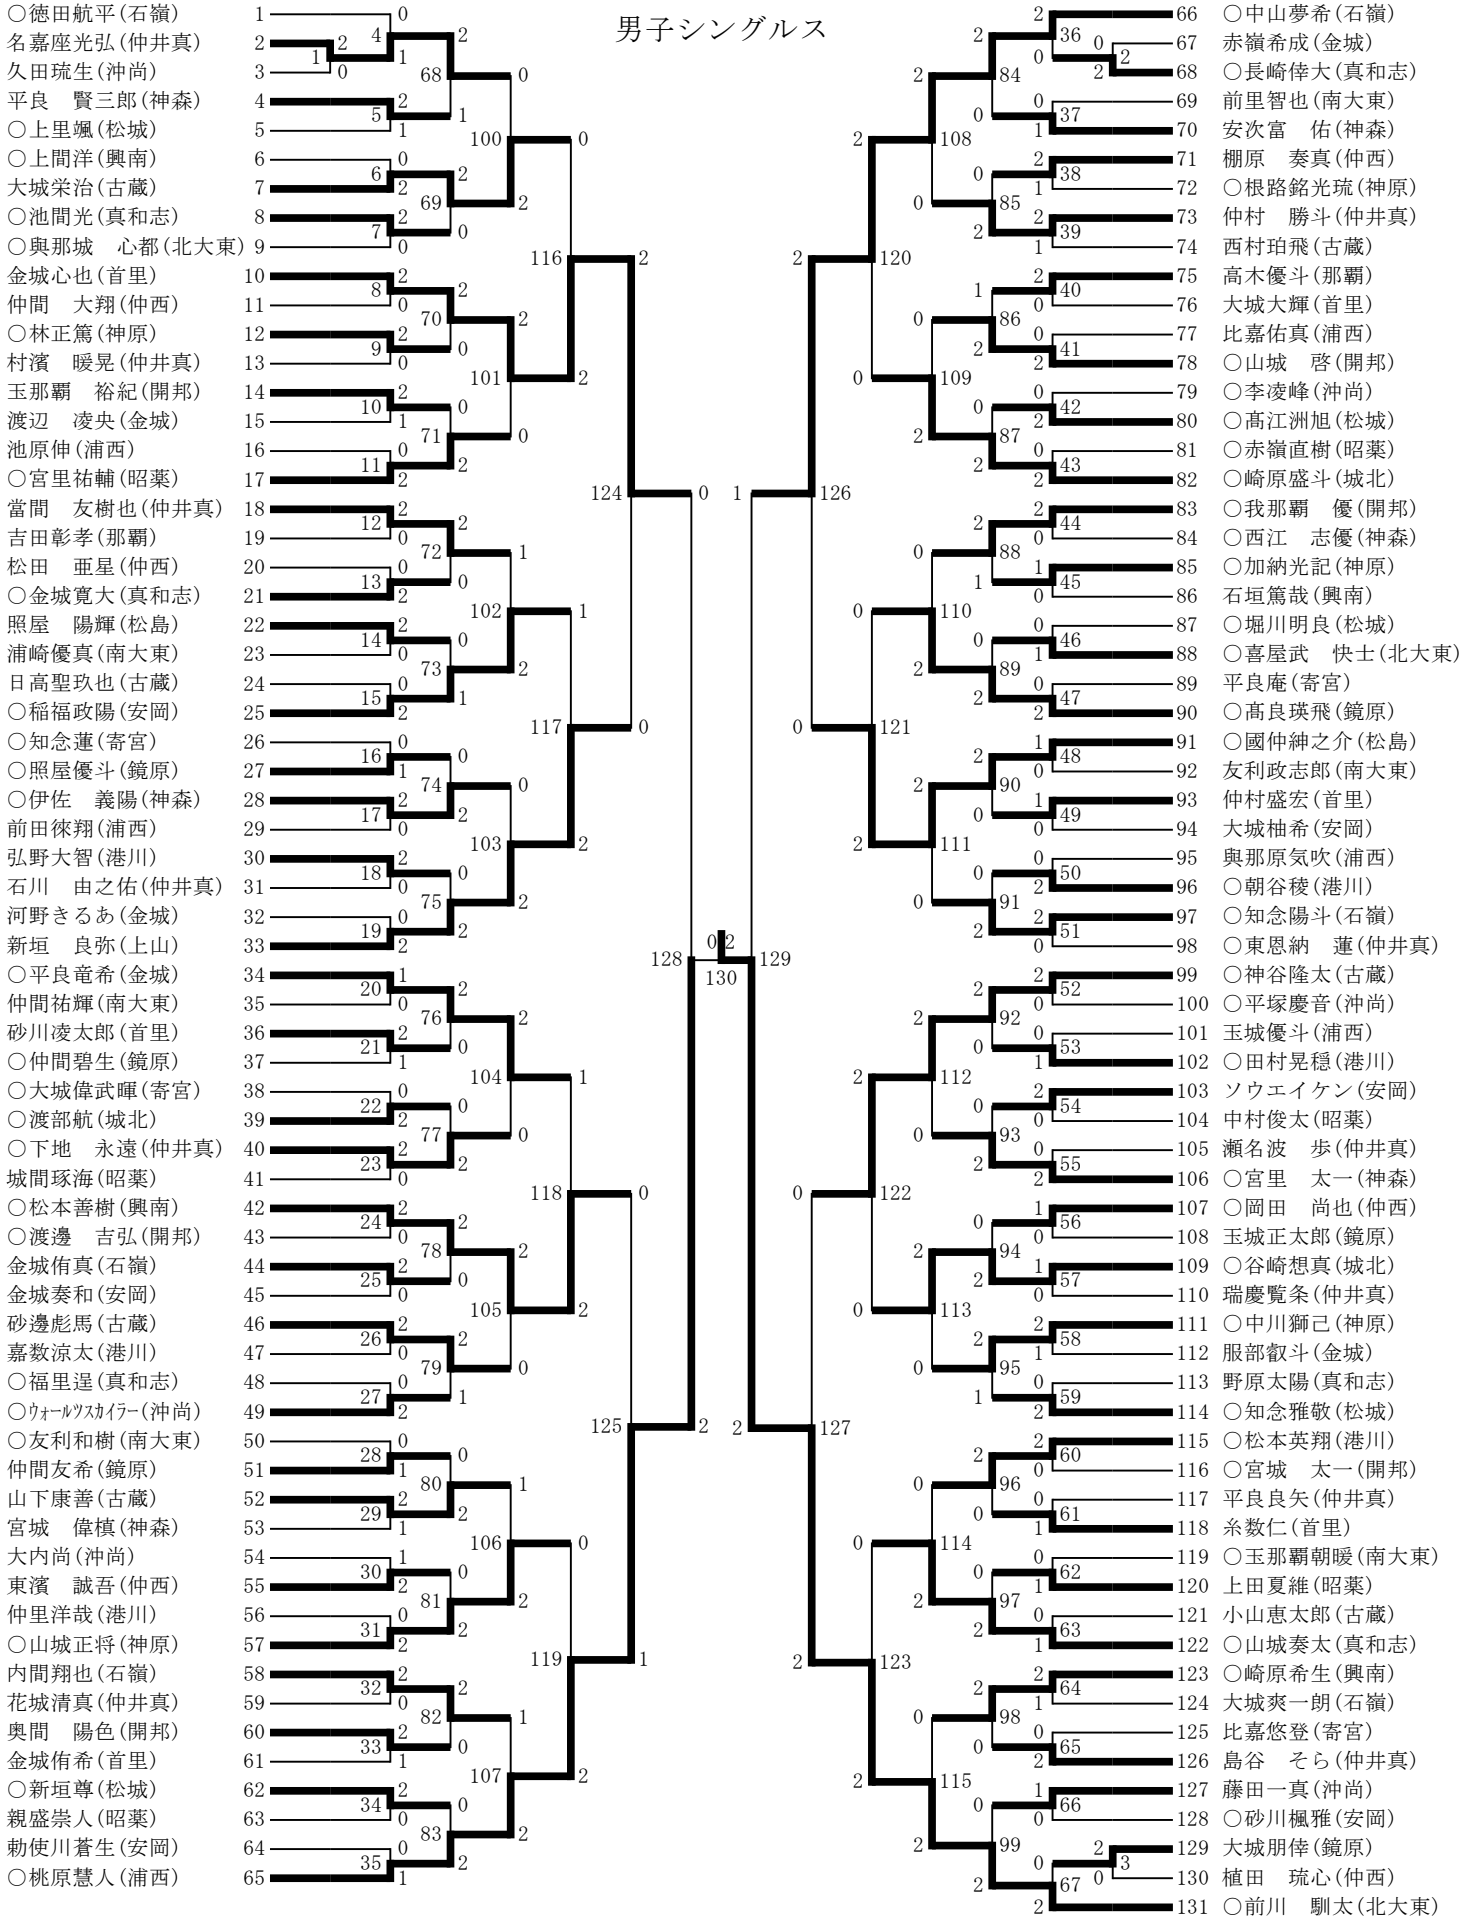 男子シングルス
○徳田航平(石嶺) 1
名嘉座光弘(仲井真) 2
久田琉生(沖尚) 3
平良　賢三郎(神森) 4
○上里颯(松城) 5
○上間洋(興南) 6
大城栄治(古蔵) 7
○池間光(真和志) 8
○與那城　心都(北大東) 9
金城心也(首里) 10
仲間　大翔(仲西) 11
○林正篤(神原) 12
村濱　暖晃(仲井真) 13
玉那覇　裕紀(開邦) 14
渡辺　凌央(金城) 15
池原伸(浦西) 16
○宮里祐輔(昭薬) 17
當間　友樹也(仲井真) 18
吉田彰孝(那覇) 19
松田　亜星(仲西) 20
○金城寛大(真和志) 21
照屋　陽輝(松島) 22
浦崎優真(南大東) 23
日高聖玖也(古蔵) 24
○稲福政陽(安岡) 25
○知念蓮(寄宮) 26
○照屋優斗(鏡原) 27
○伊佐　義陽(神森) 28
前田徠翔(浦西) 29
弘野大智(港川) 30
石川　由之佑(仲井真) 31
河野きるあ(金城) 32
新垣　良弥(上山) 33
○平良竜希(金城) 34
仲間祐輝(南大東) 35
砂川凌太郎(首里) 36
○仲間碧生(鏡原) 37
○大城偉武暉(寄宮) 38
○渡部航(城北) 39
○下地　永遠(仲井真) 40
城間琢海(昭薬) 41
○松本善樹(興南) 42
○渡邊　吉弘(開邦) 43
金城侑真(石嶺) 44
金城奏和(安岡) 45
砂邊彪馬(古蔵) 46
嘉数涼太(港川) 47
○福里逞(真和志) 48
○ｳｫｰﾙﾂｽｶｲﾗｰ(沖尚) 49
○友利和樹(南大東) 50
仲間友希(鏡原) 51
山下康善(古蔵) 52
宮城　偉槙(神森) 53
大内尚(沖尚) 54
東濱　誠吾(仲西) 55
仲里洋哉(港川) 56
○山城正将(神原) 57
内間翔也(石嶺) 58
花城清真(仲井真) 59
奥間　陽色(開邦) 60
金城侑希(首里) 61
○新垣尊(松城) 62
親盛崇人(昭薬) 63
勅使川蒼生(安岡) 64
○桃原慧人(浦西) 65
66 ○中山夢希(石嶺)
67 赤嶺希成(金城)
68 ○長崎倖大(真和志)
69 前里智也(南大東)
70 安次富　佑(神森)
71 棚原　奏真(仲西)
72 ○根路銘光琉(神原)
73 仲村　勝斗(仲井真)
74 西村珀飛(古蔵)
75 高木優斗(那覇)
76 大城大輝(首里)
77 比嘉佑真(浦西)
78 ○山城　啓(開邦)
79 ○李凌峰(沖尚)
80 ○髙江洲旭(松城)
81 ○赤嶺直樹(昭薬)
82 ○崎原盛斗(城北)
83 ○我那覇　優(開邦)
84 ○西江　志優(神森)
85 ○加納光記(神原)
86 石垣篤哉(興南)
87 ○堀川明良(松城)
88 ○喜屋武　快士(北大東)
89 平良庵(寄宮)
90 ○髙良瑛飛(鏡原)
91 ○國仲紳之介(松島)
92 友利政志郎(南大東)
93 仲村盛宏(首里)
94 大城柚希(安岡)
95 與那原気吹(浦西)
96 ○朝谷稜(港川)
97 ○知念陽斗(石嶺)
98 ○東恩納　蓮(仲井真)
99 ○神谷隆太(古蔵)
100 ○平塚慶音(沖尚)
101 玉城優斗(浦西)
102 ○田村晃穏(港川)
103 ソウエイケン(安岡)
104 中村俊太(昭薬)
105 瀬名波　歩(仲井真)
106 ○宮里　太一(神森)
107 ○岡田　尚也(仲西)
108 玉城正太郎(鏡原)
109 ○谷崎想真(城北)
110 瑞慶覧条(仲井真)
111 ○中川獅己(神原)
112 服部叡斗(金城)
113 野原太陽(真和志)
114 ○知念雅敬(松城)
115 ○松本英翔(港川)
116 ○宮城　太一(開邦)
117 平良良矢(仲井真)
118 糸数仁(首里)
119 ○玉那覇朝暖(南大東)
120 上田夏維(昭薬)
121 小山恵太郎(古蔵)
122 ○山城奏太(真和志)
123 ○崎原希生(興南)
124 大城爽一朗(石嶺)
125 比嘉悠登(寄宮)
126 島谷　そら(仲井真)
127 藤田一真(沖尚)
128 ○砂川楓雅(安岡)
129 大城朋倖(鏡原)
130 植田　琉心(仲西)
131 ○前川　馴太(北大東)